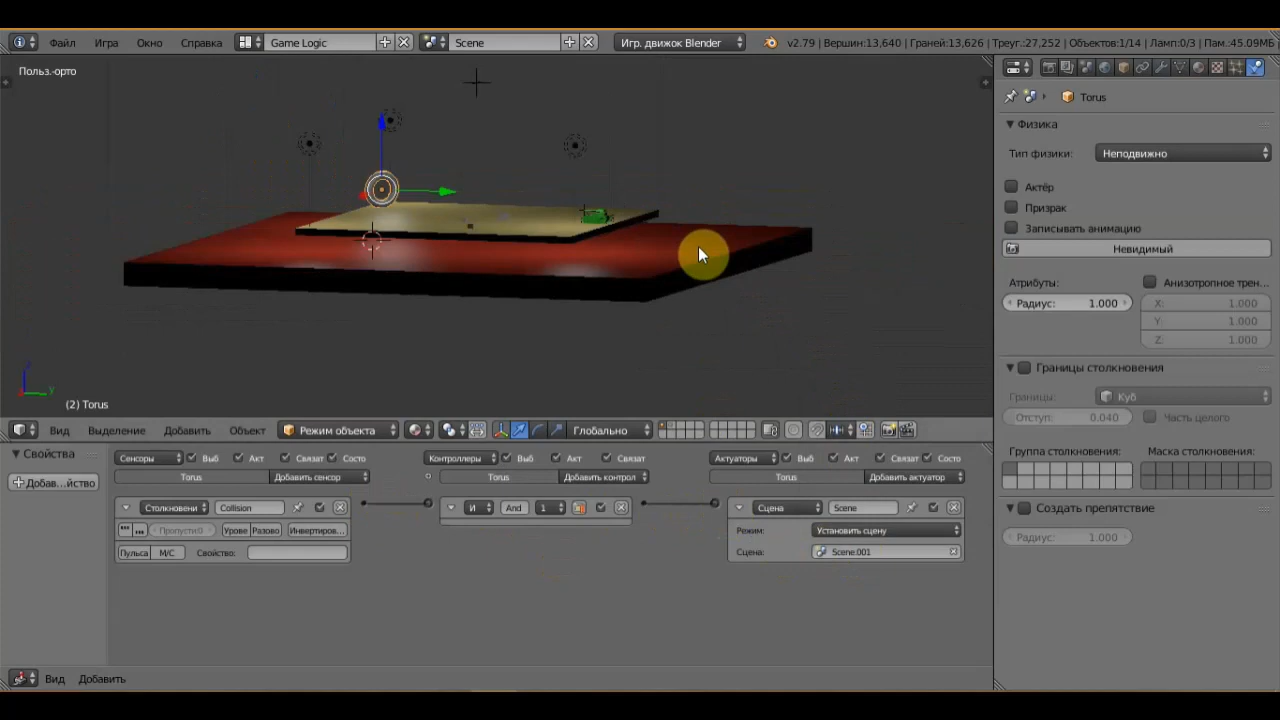 Файл Игра Окно Справка Game Logic Scene Игр. движок Blender v2.79 | Вершин:13,640 | Граней:13,626 | Треуг.:27,252 | Объектов:1/14 | Ламп:0/3 | Пам.:45.09МБ
Польз.-орто
Torus
Физика
Тип физики: Неподвижно
Актёр
Призрак
Записывать анимацию
Невидимый
Атрибуты: Анизотропное трен...
Радиус: 1.000 X: 1.000
Y: 1.000
Z: 1.000
Границы столкновения
Границы: Куб
Отступ: 0.040 Часть целого
Группа столкновения: Маска столкновения:
Создать препятствие
Радиус: 1.000
z
y
(2) Torus
Вид Выделение Добавить Объект Режим объекта Глобально
Свойства
Добав...йство
Сенсоры Выб Акт Связат Состо Контроллеры Выб Акт Связат Актуаторы Выб Акт Связат Состо
Torus Добавить сенсор Torus Добавить контрол Torus Добавить актуатор
Столкновени Collision И And 1 Сцена Scene
Пропусти:0 Урове Разово Инвертиров... Режим: Установить сцену
Пульса М/С Свойство: Сцена: Scene.001
Вид Добавить